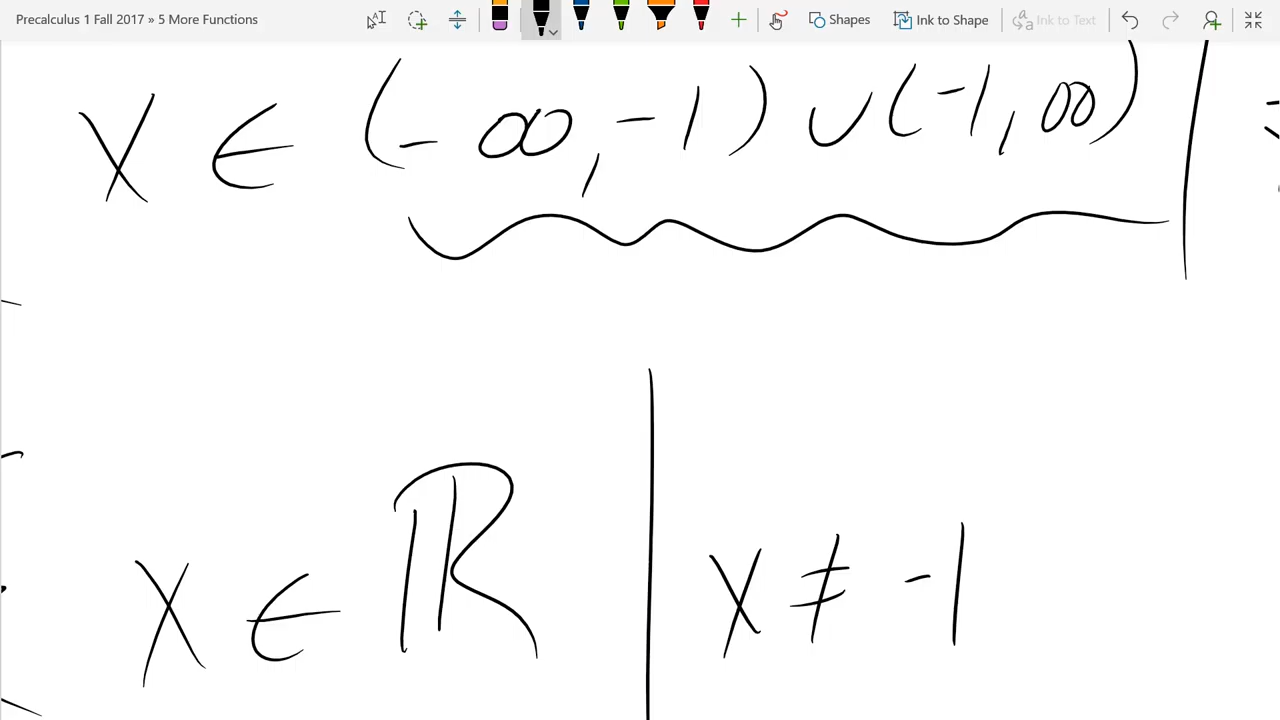 Precalculus 1 Fall 2017 » 5 More Functions
Shapes Ink to Shape Ink to Text
x ∈ (-∞, -1) ∪ (-1, ∞) |
x ∈ ℝ | x ≠ -1